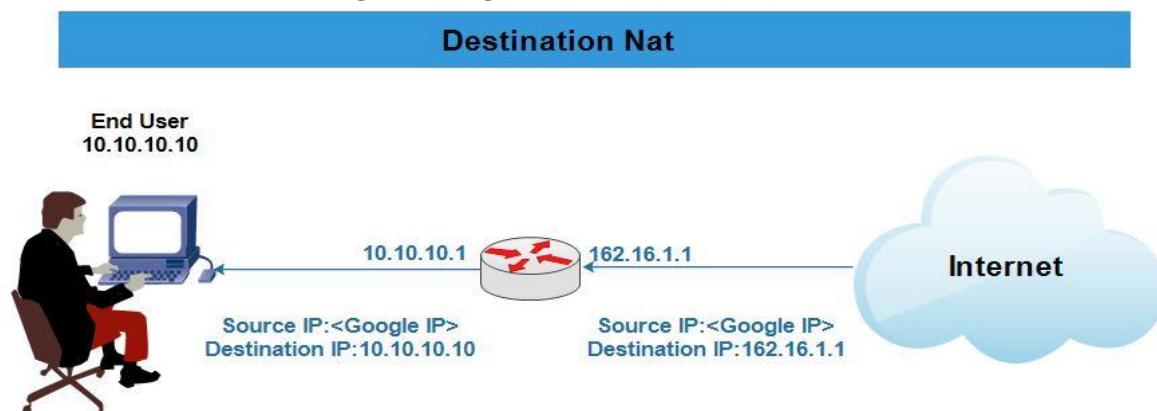 Destination Nat
End User
10.10.10.10
10.10.10.1
162.16.1.1
Internet
Source IP:<Google IP>
Destination IP:10.10.10.10
Source IP:<Google IP>
Destination IP:162.16.1.1